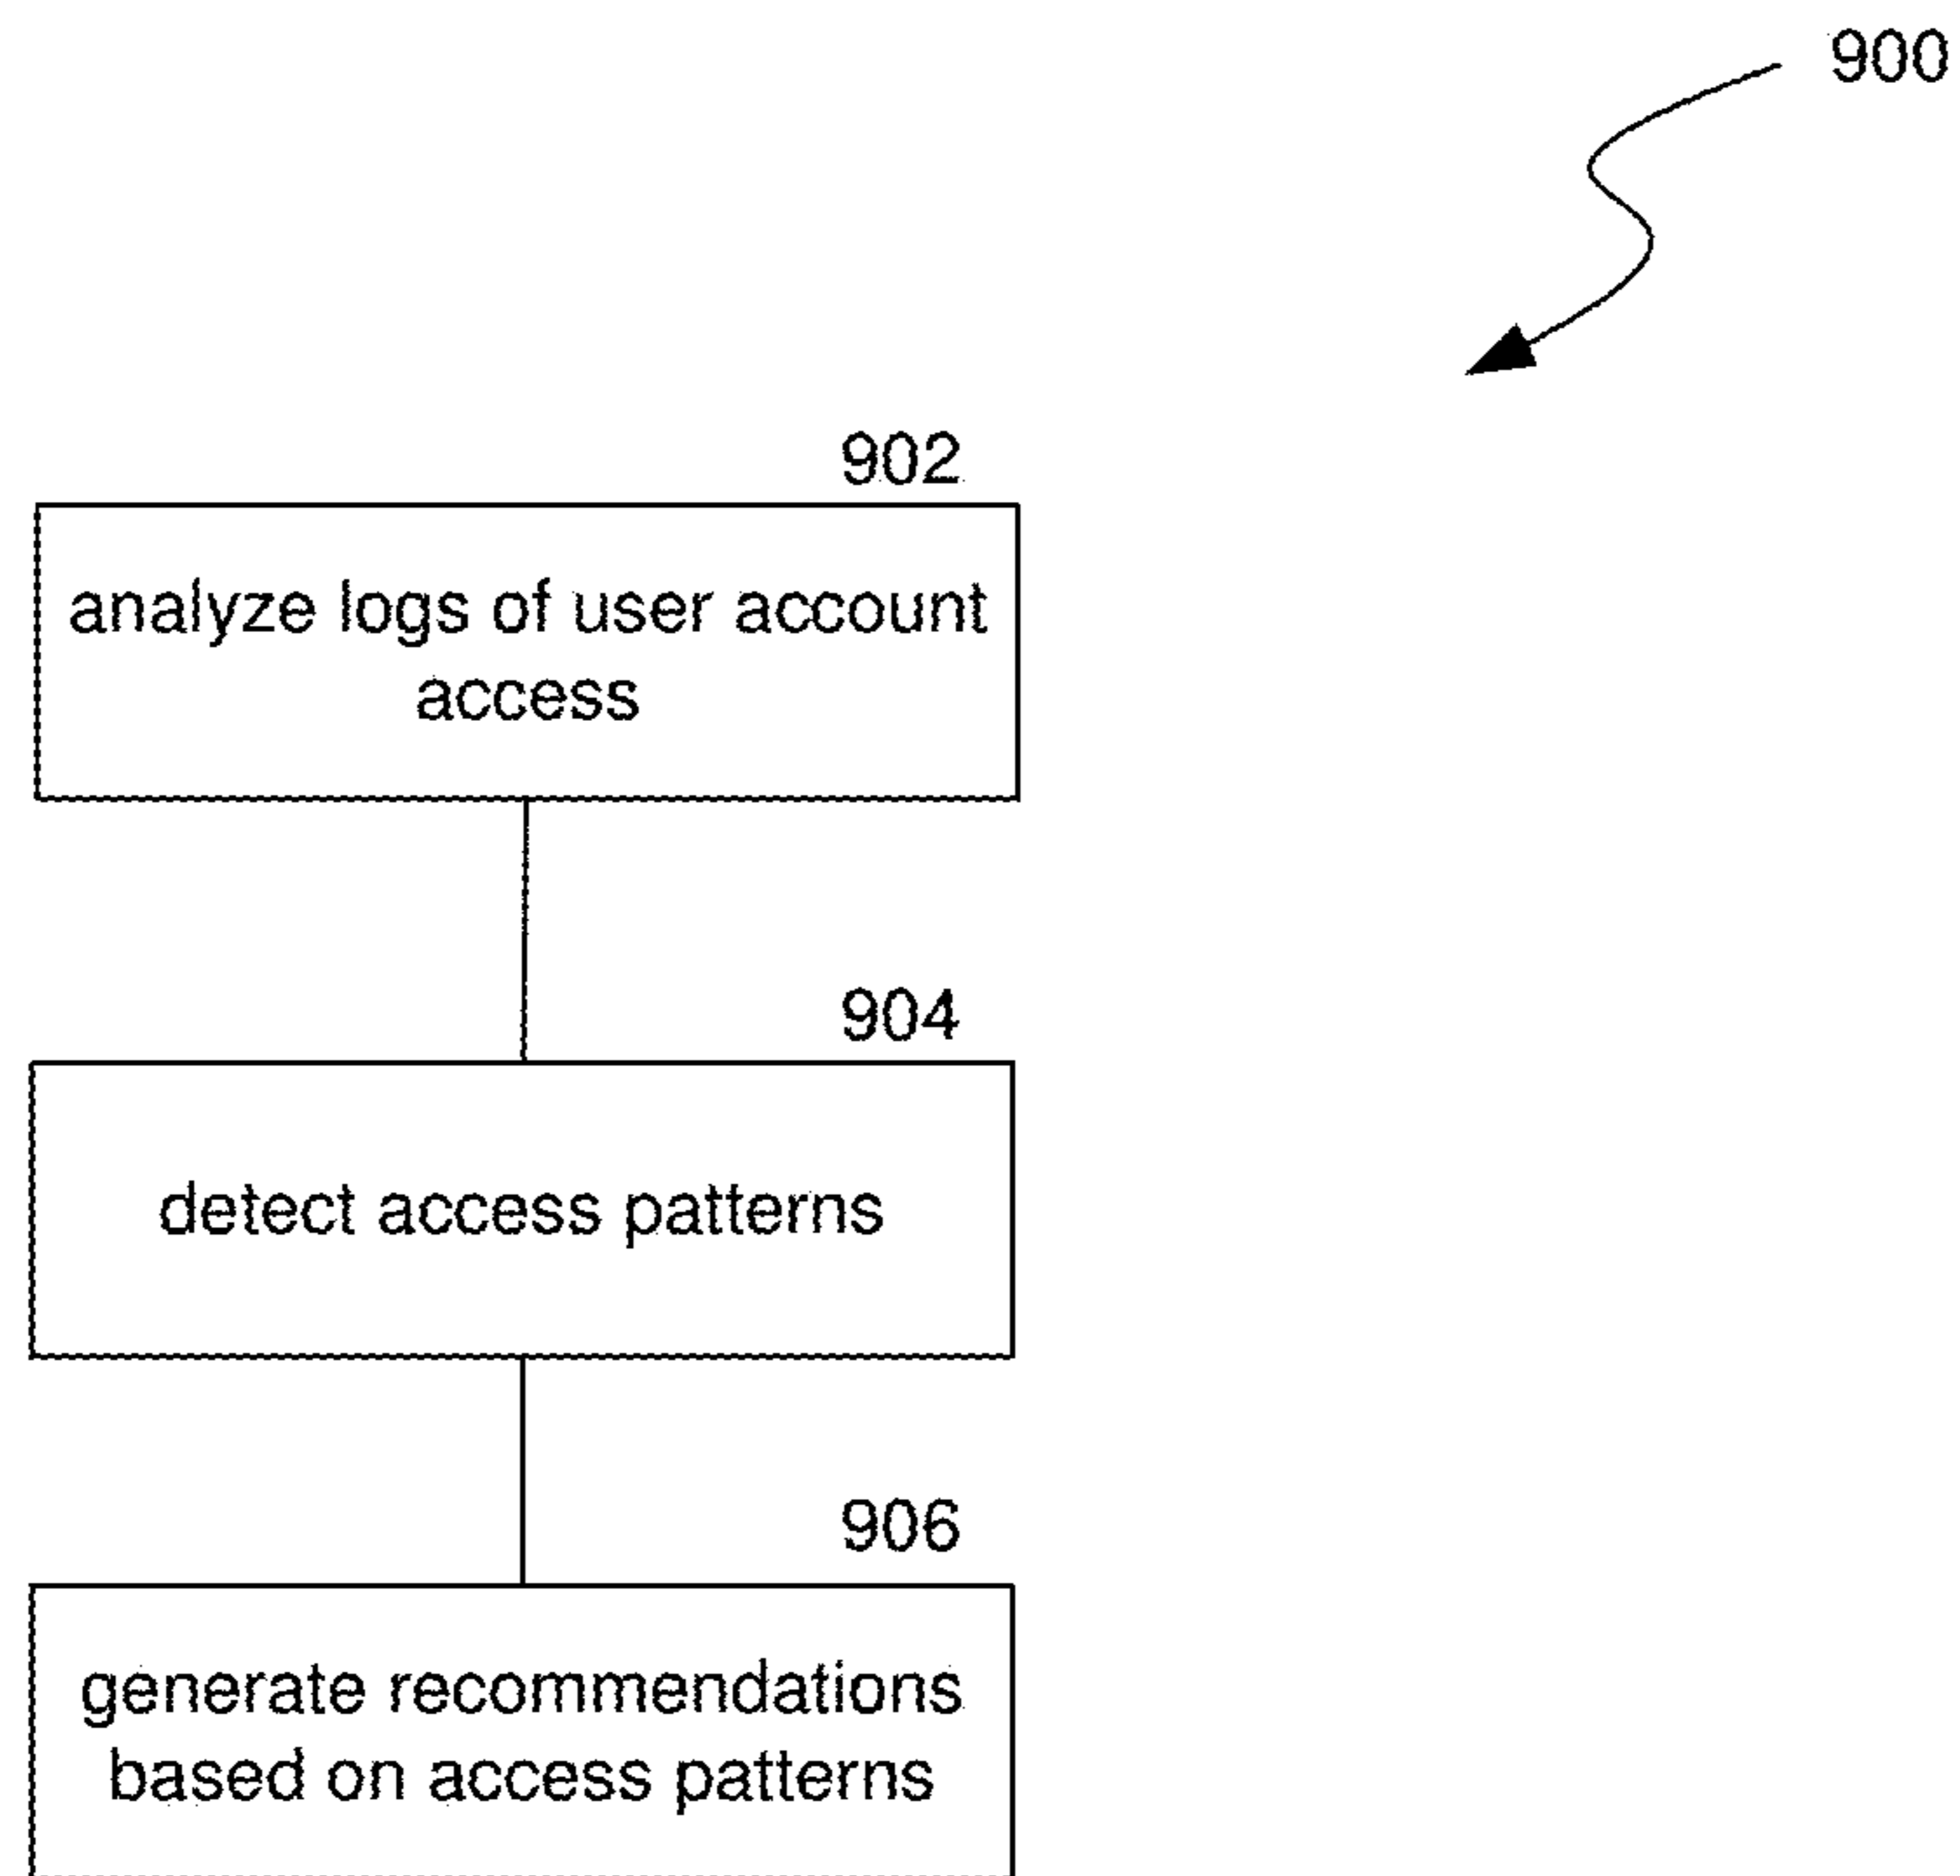 900
902
analyze logs of user account
access
904
detect access patterns
906
generate recommendations
based on access patterns